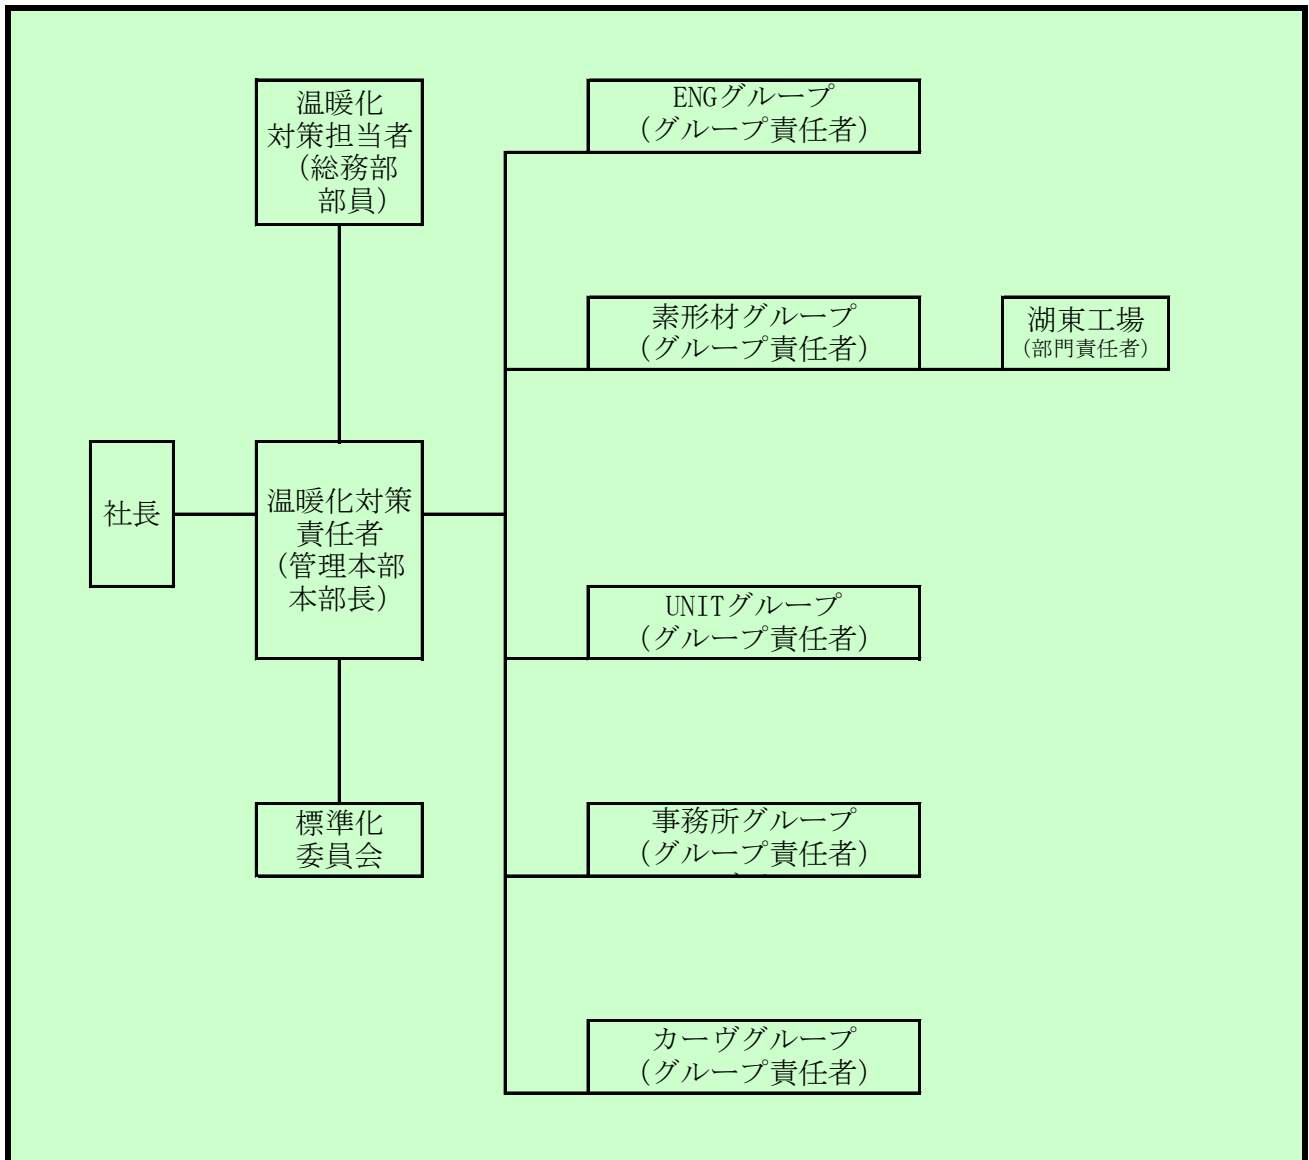 温暖化
対策担当者
（総務部
部員）
ENGグループ
（グループ責任者）
素形材グループ
（グループ責任者）
湖東工場
（部門責任者）
社長
温暖化対策
責任者
（管理本部
本部長）
UNITグループ
（グループ責任者）
標準化
委員会
事務所グループ
（グループ責任者）
カーヴグループ
（グループ責任者）